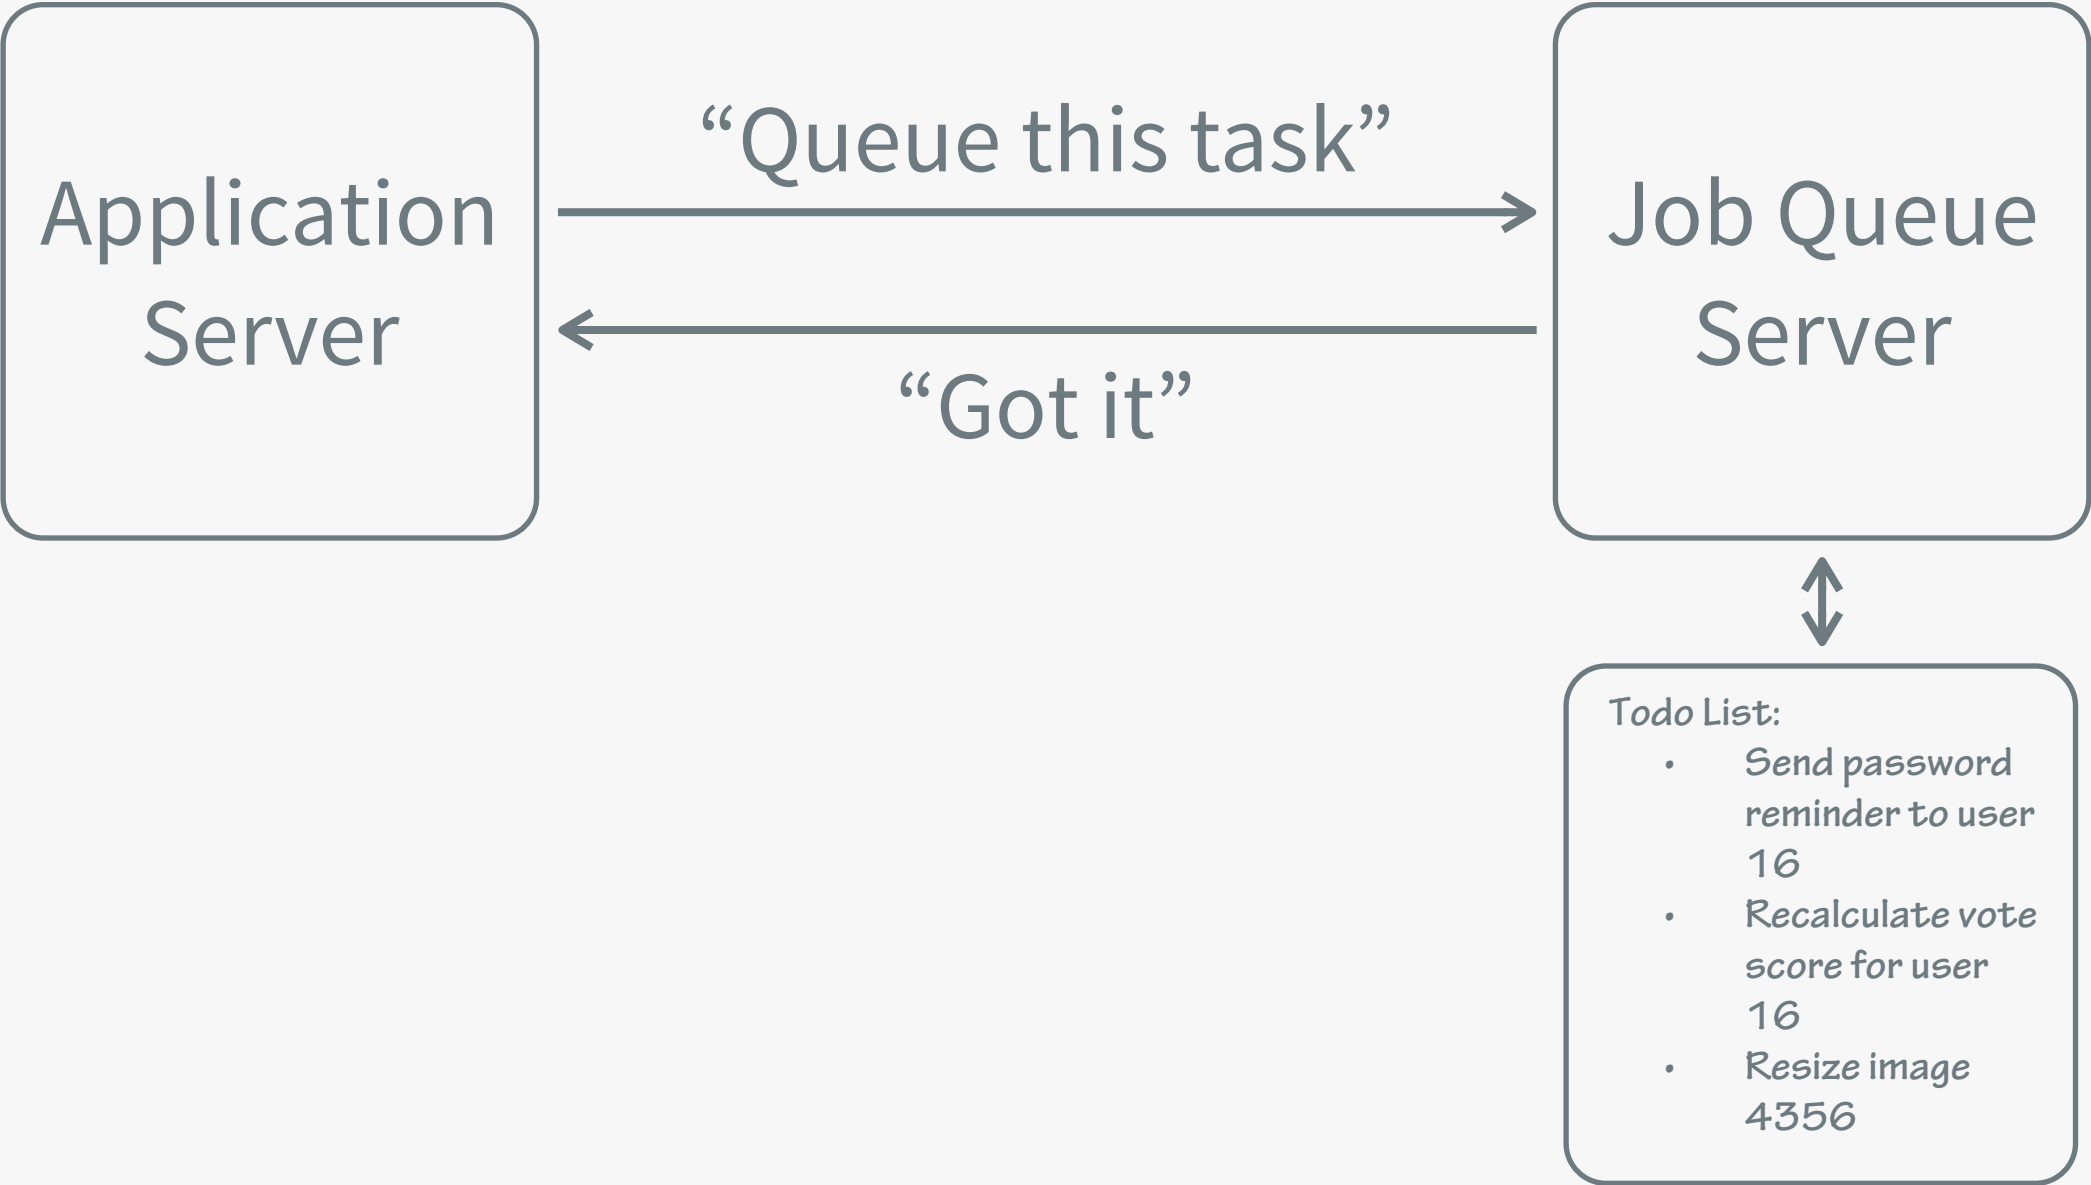 Application
Server
“Queue this task”
“Got it”
Job Queue
Server
Todo List:
• Send password
reminder to user
16
• Recalculate vote
score for user
16
• Resize image
4356